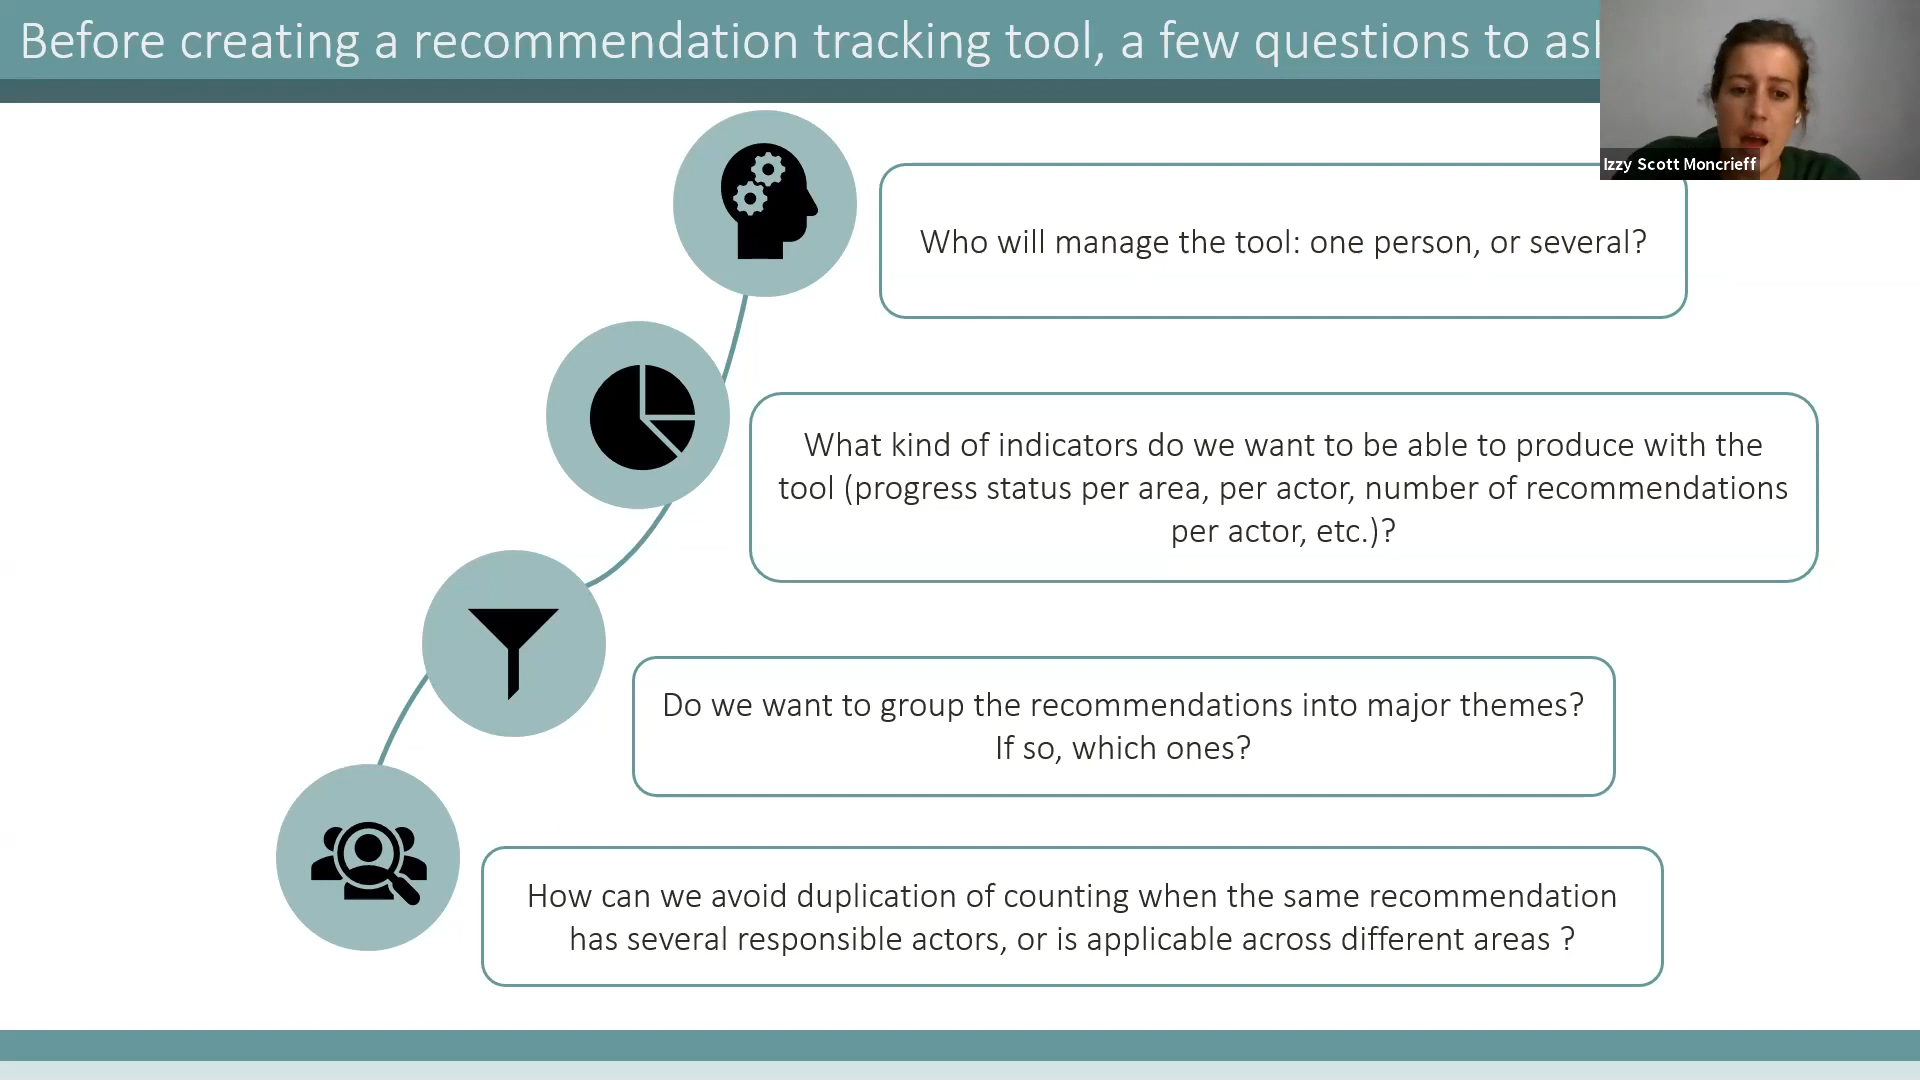 Before creating a recommendation tracking tool, a few questions to
Izzy Scott Moncrieff
Who will manage the tool: one person, or several?
What kind of indicators do we want to be able to produce with the
tool (progress status per area, per actor, number of recommendations
per actor, etc.)?
Do we want to group the recommendations into major themes?
If so, which ones?
How can we avoid duplication of counting when the same recommendation
has several responsible actors, or is applicable across different areas ?